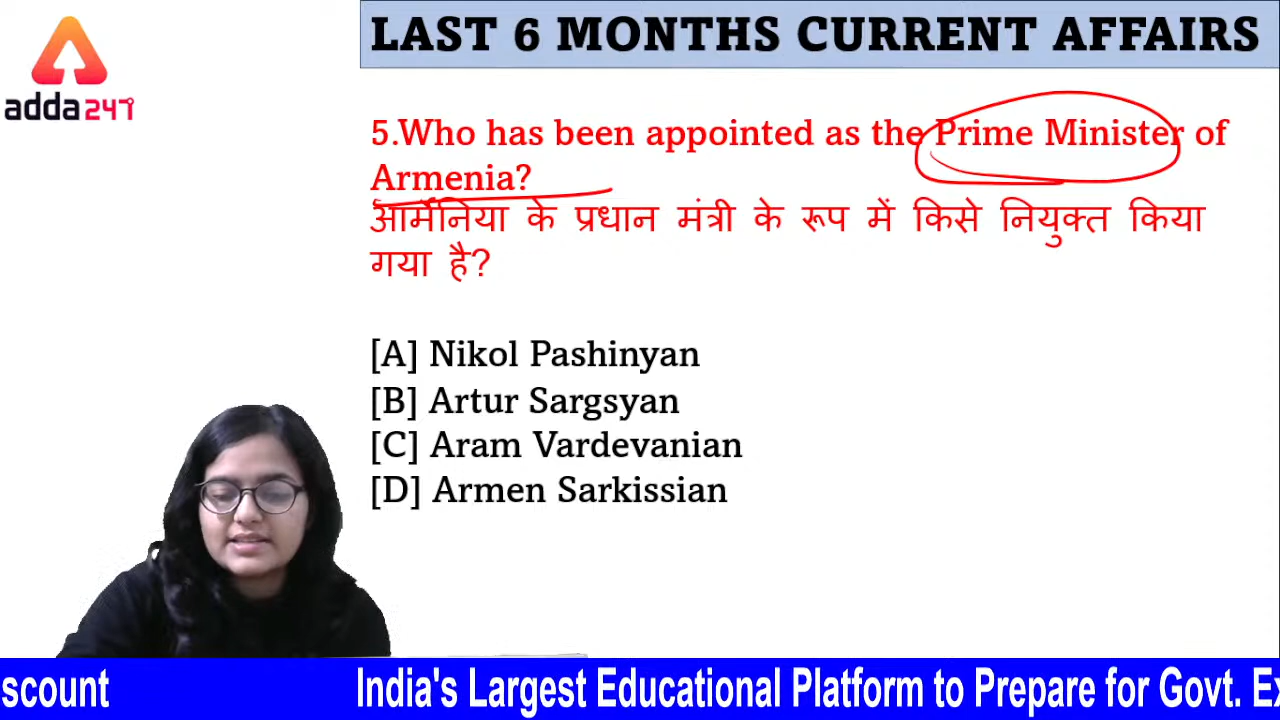 LAST 6 MONTHS CURRENT AFFAIRS
adda247
5.Who has been appointed as the Prime Minister of
Armenia?
आर्मेनिया के प्रधान मंत्री के रूप में किसे नियुक्त किया
गया है?
[A] Nikol Pashinyan
[B] Artur Sargsyan
[C] Aram Vardevanian
[D] Armen Sarkissian
scount India's Largest Educational Platform to Prepare for Govt. Ex